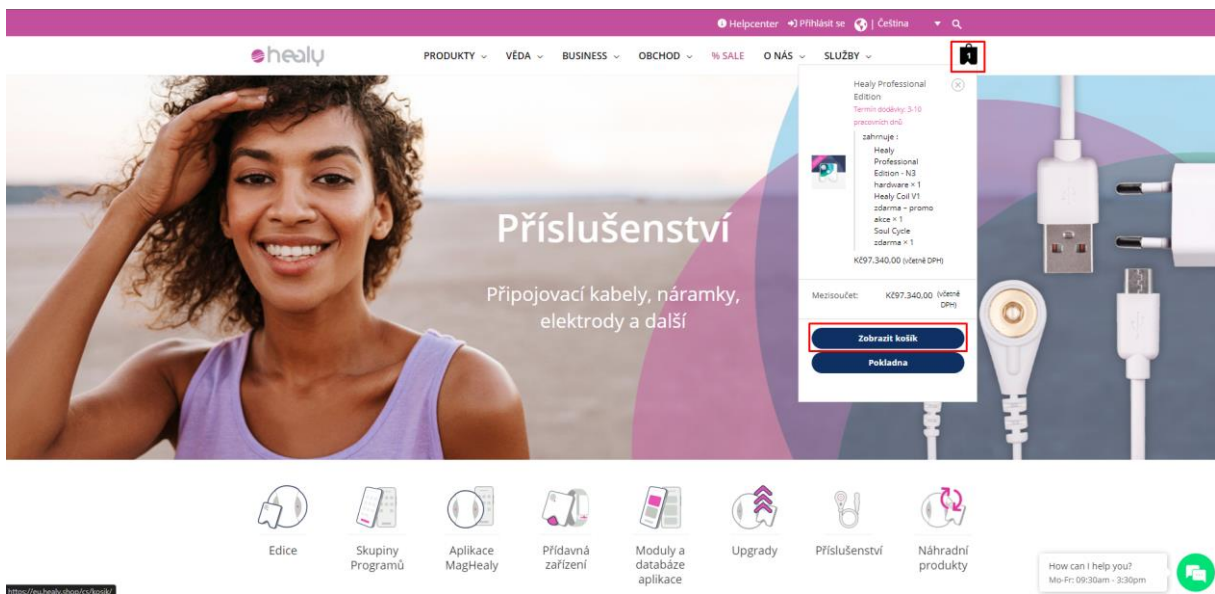 Helpcenter Přihlásit se | Čeština
healy
PRODUKTY VĚDA BUSINESS OBCHOD % SALE O NÁS SLUŽBY
1
Healy Professional
Edition
Termín dodávky: 3-10
pracovních dnů
zahrnuje :
Healy
Professional
Edition - N3
hardware × 1
Healy Coil V1
zdarma – promo
akce × 1
Soul Cycle
zdarma × 1
Kč97.340,00 (včetně DPH)
Mezisoučet: Kč97.340,00 (včetně
DPH)
Zobrazit košík
Pokladna
Příslušenství
Připojovací kabely, náramky,
elektrody a další
Edice
Skupiny
Programů
Aplikace
MagHealy
Přídavná
zařízení
Moduly a
databáze
aplikace
Upgrady
Příslušenství
Náhradní
produkty
How can I help you?
Mo-Fr: 09:30am - 3:30pm
https://eu.healy.shop/cs/kosik/